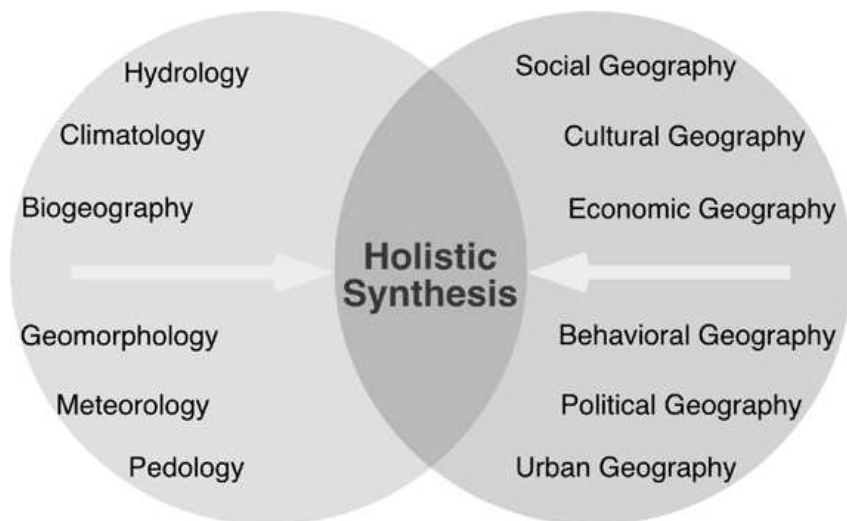 Hydrology
Climatology
Biogeography
Geomorphology
Meteorology
Pedology
Holistic
Synthesis
Social Geography
Cultural Geography
Economic Geography
Behavioral Geography
Political Geography
Urban Geography